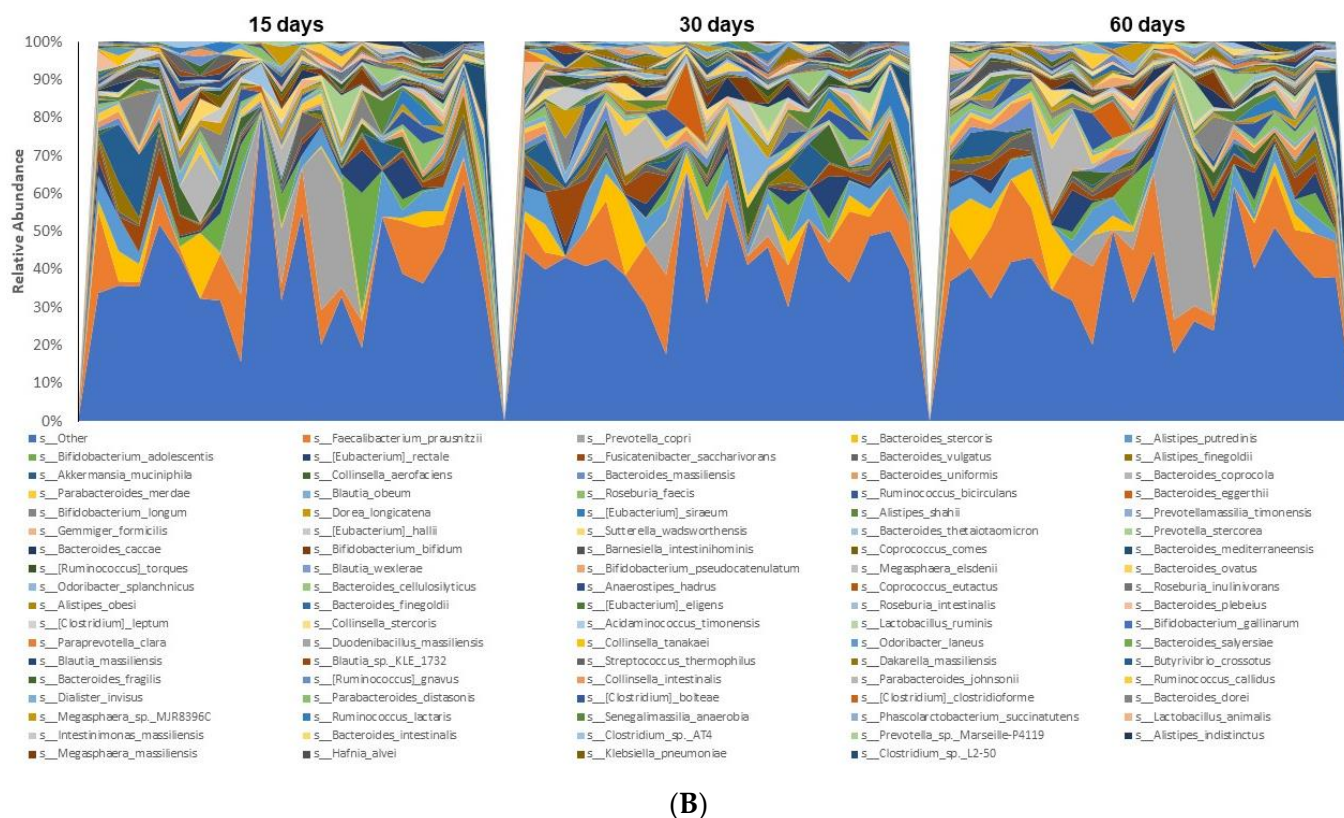 15 days 30 days 60 days
100%
90%
80%
70%
60%
50%
40%
30%
20%
10%
0%
Relative Abundance
s__Other s__Faecalibacterium_prausnitzii s__Prevotella_copri s__Bacteroides_stercoris s__Alistipes_putredinis
s__Bifidobacterium_adolescentis s__[Eubacterium]_rectale s__Fusicatenibacter_saccharivorans s__Bacteroides_vulgatus s__Alistipes_finegoldii
s__Akkermansia_muciniphila s__Collinsella_aerofaciens s__Bacteroides_massiliensis s__Bacteroides_uniformis s__Bacteroides_coprocola
s__Parabacteroides_merdae s__Blautia_obeum s__Roseburia_faecis s__Ruminococcus_bicirculans s__Bacteroides_eggerthii
s__Bifidobacterium_longum s__Dorea_longicatena s__[Eubacterium]_siraeum s__Alistipes_shahii s__Prevotellamassilia_timonensis
s__Gemmiger_formicilis s__[Eubacterium]_hallii s__Sutterella_wadsworthensis s__Bacteroides_thetaiotaomicron s__Prevotella_stercorea
s__Bacteroides_caccae s__Bifidobacterium_bifidum s__Barnesiella_intestinihominis s__Coprococcus_comes s__Bacteroides_mediterraneensis
s__[Ruminococcus]_torques s__Blautia_wexlerae s__Bifidobacterium_pseudocatenulatum s__Megasphaera_elsdenii s__Bacteroides_ovatus
s__Odoribacter_splanchnicus s__Bacteroides_cellulosilyticus s__Anaerostipes_hadrus s__Coprococcus_eutactus s__Roseburia_inulinivorans
s__Alistipes_obesi s__Bacteroides_finegoldii s__[Eubacterium]_eligens s__Roseburia_intestinalis s__Bacteroides_plebeius
s__[Clostridium]_leptum s__Collinsella_stercoris s__Acidaminococcus_timonensis s__Lactobacillus_ruminis s__Bifidobacterium_gallinarum
s__Paraprevotella_clara s__Duodenibacillus_massiliensis s__Collinsella_tanakaei s__Odoribacter_laneus s__Bacteroides_salyersiae
s__Blautia_massiliensis s__Blautia_sp._KLE_1732 s__Streptococcus_thermophilus s__Dakarella_massiliensis s__Butyrivibrio_crossotus
s__Bacteroides_fragilis s__[Ruminococcus]_gnavus s__Collinsella_intestinalis s__Parabacteroides_johnsonii s__Ruminococcus_callidus
s__Dialister_invisus s__Parabacteroides_distasonis s__[Clostridium]_bolteae s__[Clostridium]_clostridioforme s__Bacteroides_dorei
s__Megasphaera_sp._MJR8396C s__Ruminococcus_lactaris s__Senegalimassilia_anaerobia s__Phascolarctobacterium_succinatutens s__Lactobacillus_animalis
s__Intestinimonas_massiliensis s__Bacteroides_intestinalis s__Clostridium_sp._AT4 s__Prevotella_sp._Marseille-P4119 s__Alistipes_indistinctus
s__Megasphaera_massiliensis s__Hafnia_alvei s__Klebsiella_pneumoniae s__Clostridium_sp._L2-50
(B)